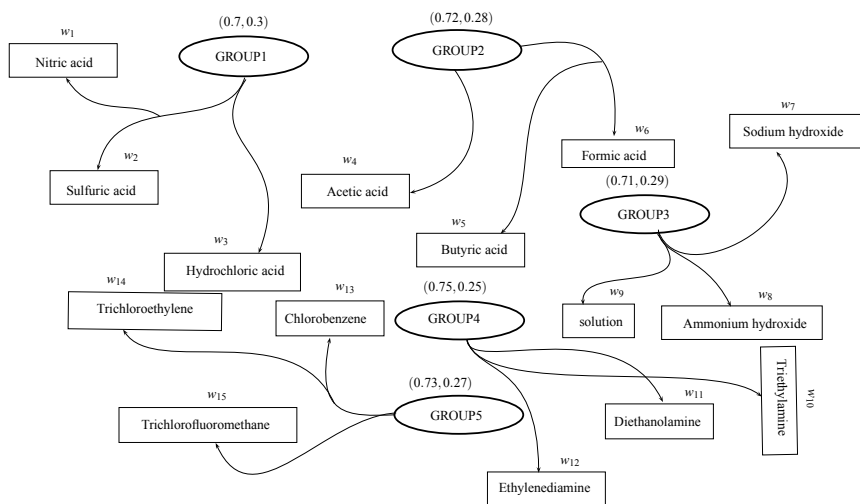 (0.7, 0.3)
(0.72, 0.28)
w1
Nitric acid
GROUP1
GROUP2
w7
Sodium hydroxide
w6
Formic acid
w2
Sulfuric acid
w4
Acetic acid
(0.71, 0.29)
GROUP3
w3
Hydrochloric acid
w5
Butyric acid
w14
Trichloroethylene
w13
Chlorobenzene
(0.75, 0.25)
GROUP4
w9
solution
w8
Ammonium hydroxide
w10
Triethylamine
w15
Trichlorofluoromethane
(0.73, 0.27)
GROUP5
w11
Diethanolamine
w12
Ethylenediamine